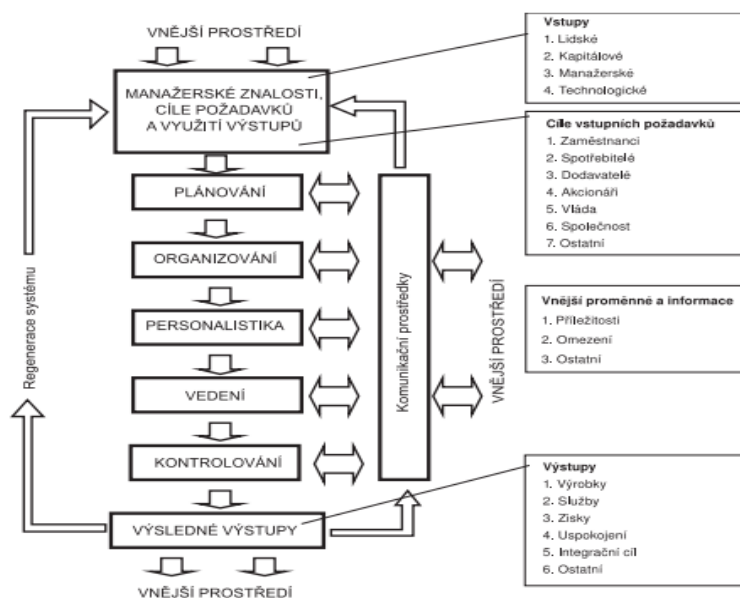 VNĚJŠÍ PROSTŘEDÍ
MANAŽERSKÉ ZNALOSTI,
CÍLE POŽADAVKŮ
A VYUŽITÍ VÝSTUPŮ
PLÁNOVÁNÍ
ORGANIZOVÁNÍ
PERSONALISTIKA
VEDENÍ
KONTROLOVÁNÍ
VÝSLEDNÉ VÝSTUPY
VNĚJŠÍ PROSTŘEDÍ
Regenerace systému
Komunikační prostředky
VNĚJŠÍ PROSTŘEDÍ
Vstupy
1. Lidské
2. Kapitálové
3. Manažerské
4. Technologické
Cíle vstupních požadavků
1. Zaměstnanci
2. Spotřebitelé
3. Dodavatelé
4. Akcionáři
5. Vláda
6. Společnost
7. Ostatní
Vnější proměnné a informace
1. Příležitosti
2. Omezení
3. Ostatní
Výstupy
1. Výrobky
2. Služby
3. Zisky
4. Uspokojení
5. Integrační cíl
6. Ostatní